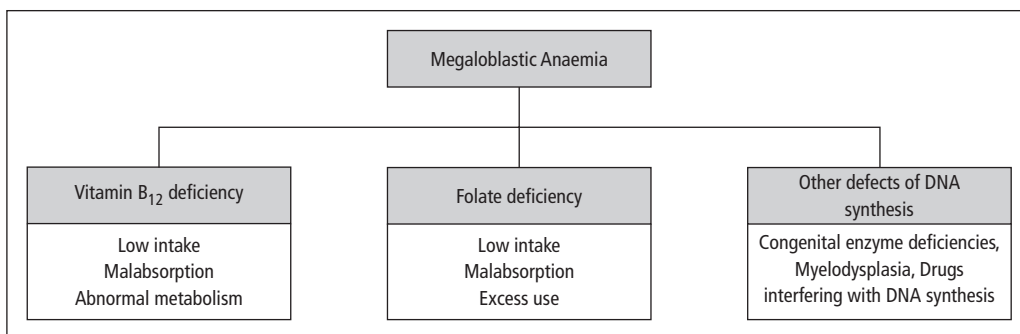 Megaloblastic Anaemia
Vitamin B₁₂ deficiency
Low intake
Malabsorption
Abnormal metabolism
Folate deficiency
Low intake
Malabsorption
Excess use
Other defects of DNA
synthesis
Congenital enzyme deficiencies,
Myelodysplasia, Drugs
interfering with DNA synthesis